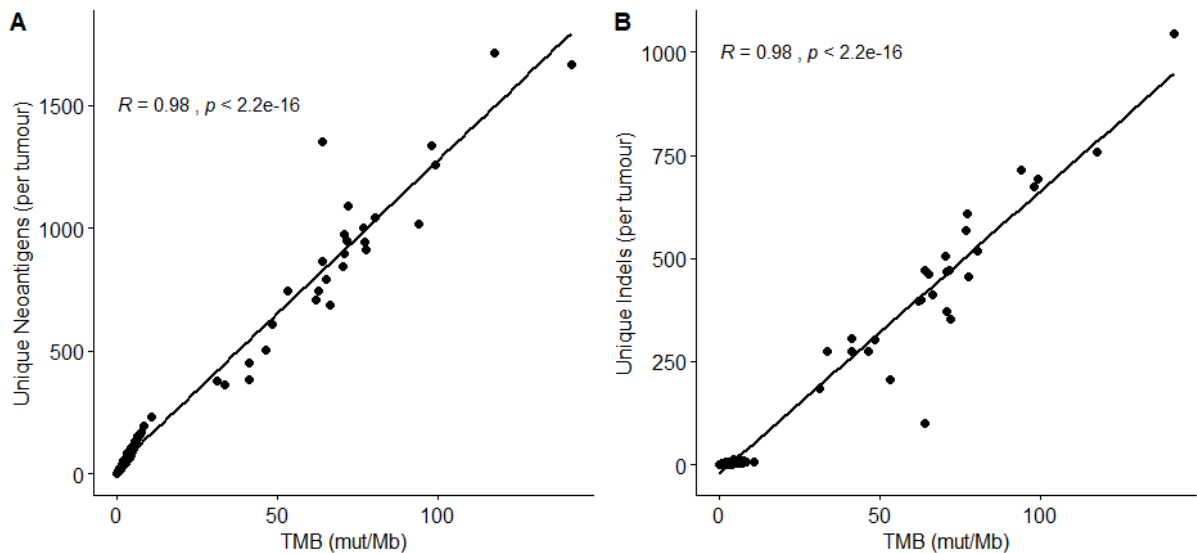 A
R = 0.98 , p < 2.2e-16
Unique Neoantigens (per tumour)
1500
1000
500
0
0 50 100
TMB (mut/Mb)
B
R = 0.98 , p < 2.2e-16
Unique Indels (per tumour)
1000
750
500
250
0
0 50 100
TMB (mut/Mb)